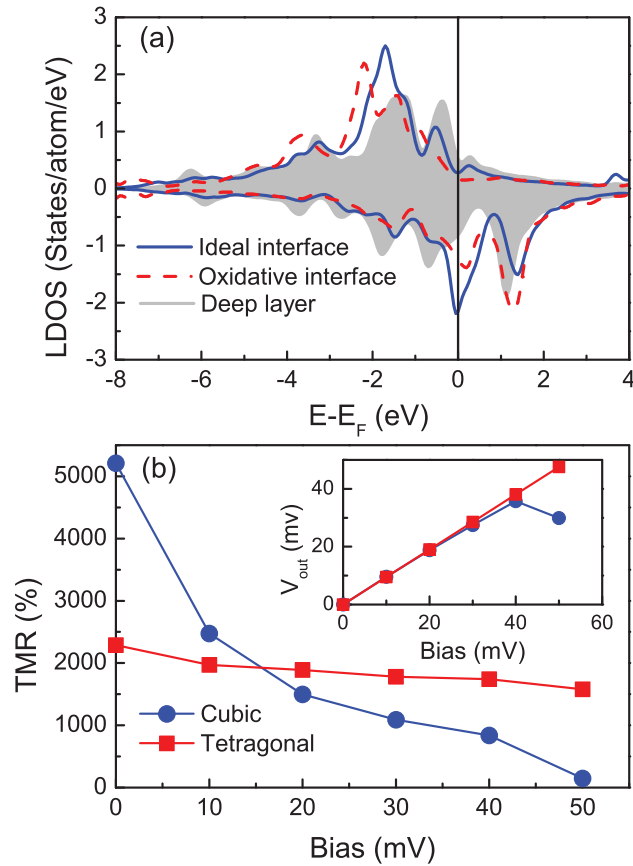 (a)
3
2
1
0
-1
-2
-3
LDOS (States/atom/eV)
Ideal interface
Oxidative interface
Deep layer
-8 -6 -4 -2 0 2 4
E-E_F (eV)
(b)
5000
4000
3000
2000
1000
0
TMR (%)
Cubic
Tetragonal
0 10 20 30 40 50
Bias (mV)
40
20
0
V_out (mv)
0 20 40 60
Bias (mV)